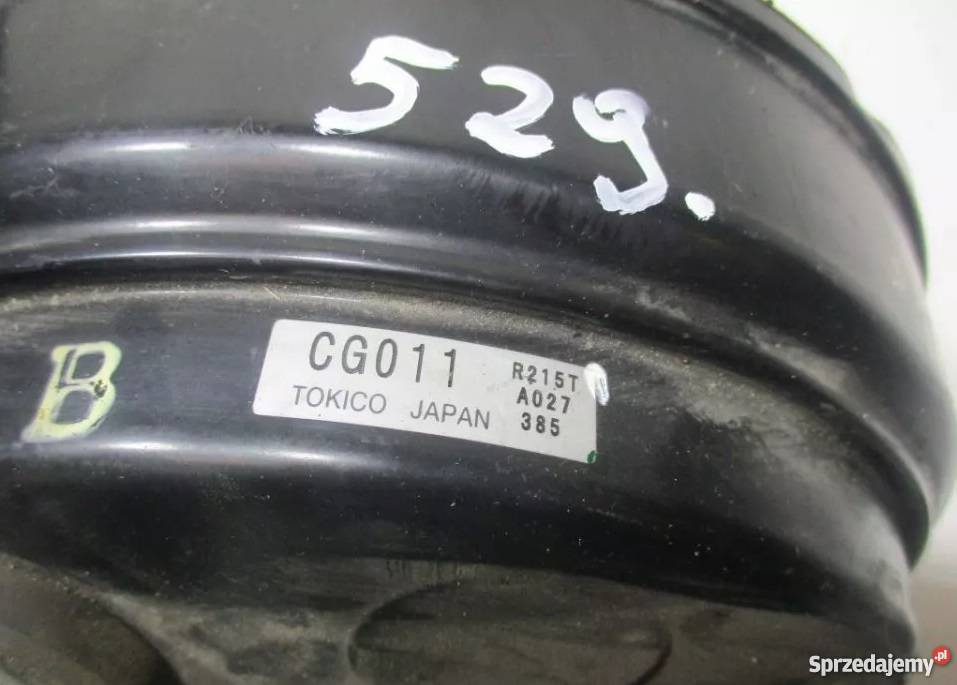 529.
B
CG011
TOKICO JAPAN
R215T
A027
385
Sprzedajemy.pl